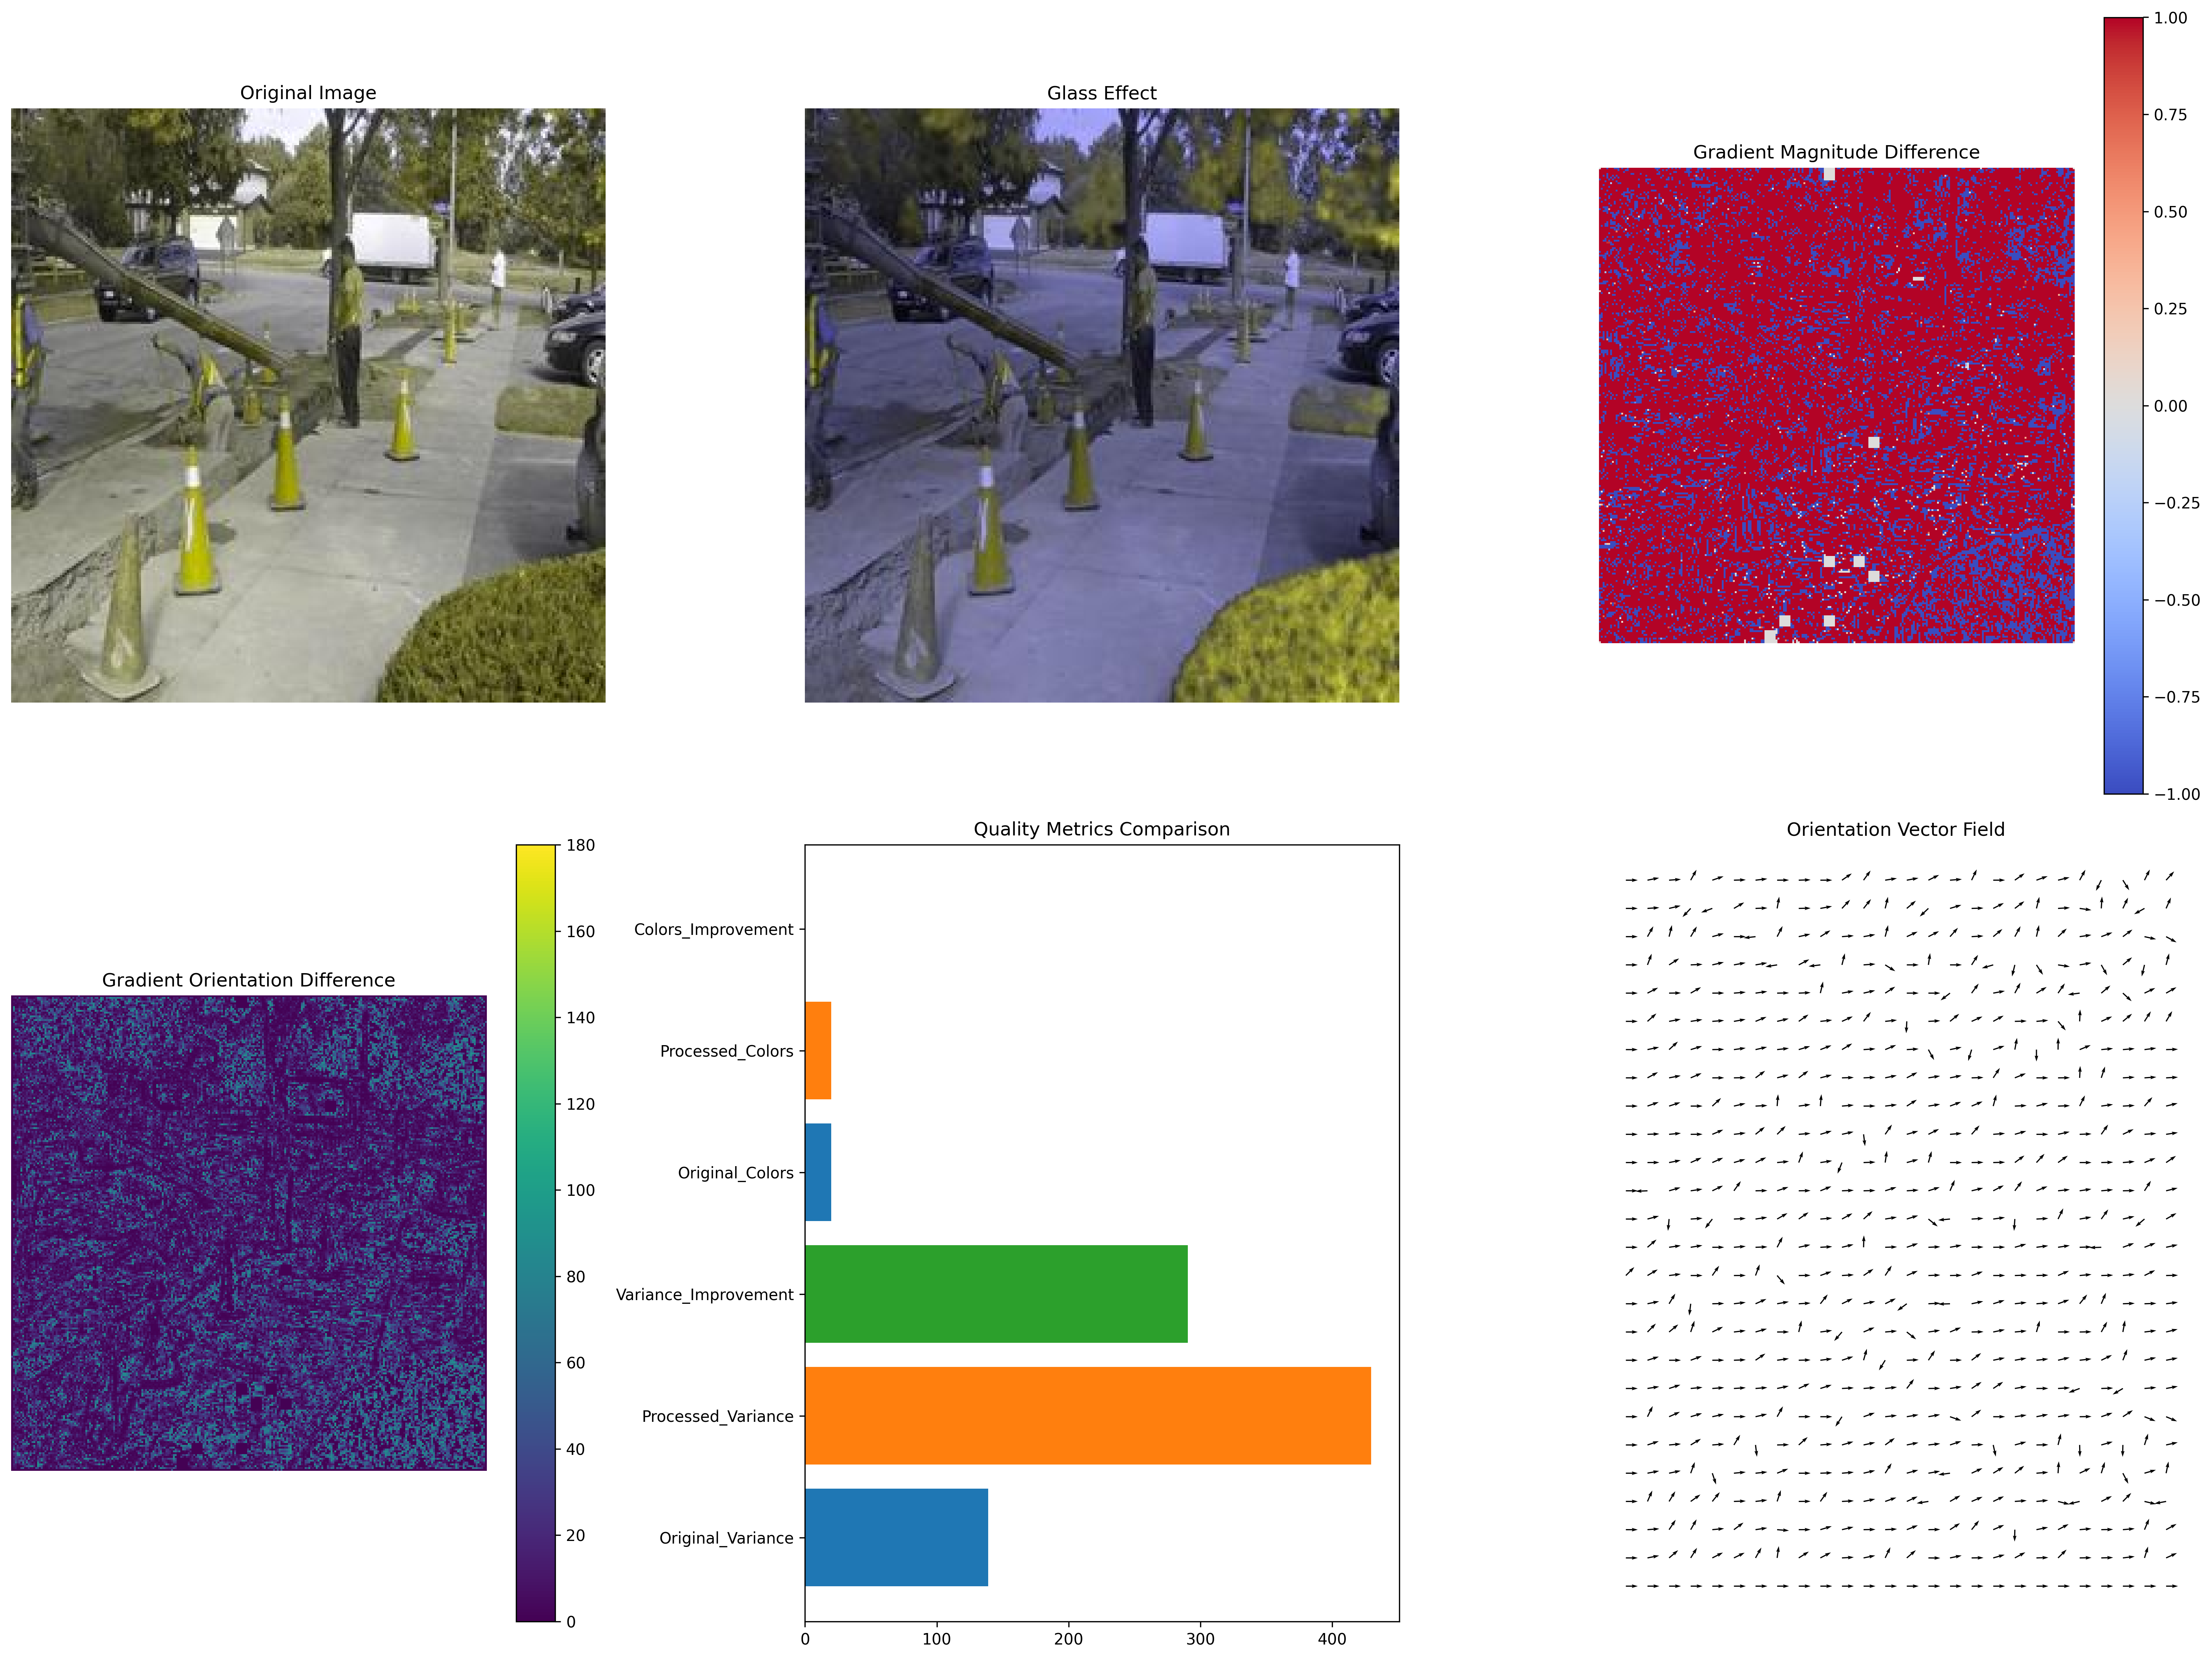 Original Image
Glass Effect
Gradient Magnitude Difference
1.00
0.75
0.50
0.25
0.00
−0.25
−0.50
−0.75
−1.00
Gradient Orientation Difference
180
160
140
120
100
80
60
40
20
0
Quality Metrics Comparison
Colors_Improvement
Processed_Colors
Original_Colors
Variance_Improvement
Processed_Variance
Original_Variance
0 100 200 300 400
Orientation Vector Field